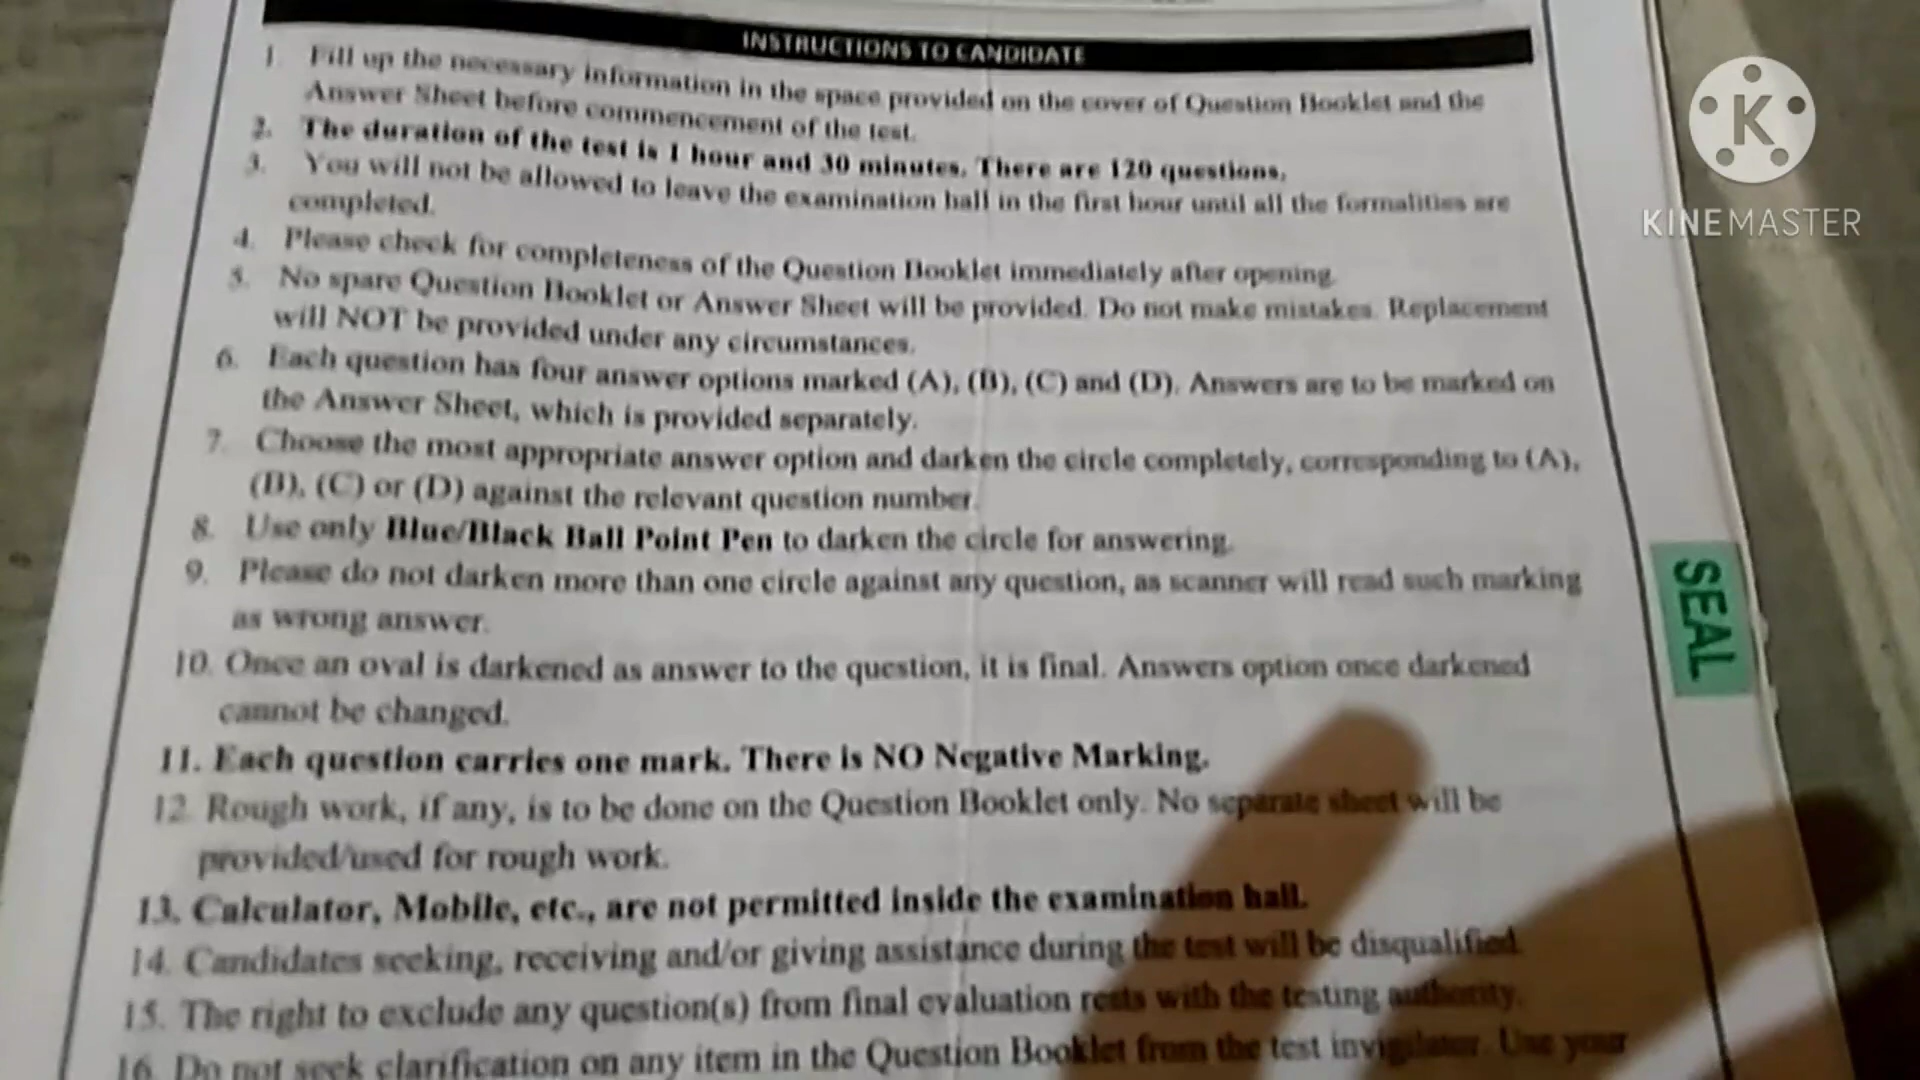 INSTRUCTIONS TO CANDIDATE
1. Fill up the necessary information in the space provided on the cover of Question Booklet and the
Answer Sheet before commencement of the test.
2. The duration of the test is 1 hour and 30 minutes. There are 120 questions.
3. You will not be allowed to leave the examination hall in the first hour until all the formalities are
completed.
4. Please check for completeness of the Question Booklet immediately after opening.
5. No spare Question Booklet or Answer Sheet will be provided. Do not make mistakes. Replacement
will NOT be provided under any circumstances.
6. Each question has four answer options marked (A), (B), (C) and (D). Answers are to be marked on
the Answer Sheet, which is provided separately.
7. Choose the most appropriate answer option and darken the circle completely, corresponding to (A),
(B), (C) or (D) against the relevant question number.
8. Use only Blue/Black Ball Point Pen to darken the circle for answering.
9. Please do not darken more than one circle against any question, as scanner will read such marking
as wrong answer.
10. Once an oval is darkened as answer to the question, it is final. Answers option once darkened
cannot be changed.
11. Each question carries one mark. There is NO Negative Marking.
12. Rough work, if any, is to be done on the Question Booklet only. No separate sheet will be
provided/used for rough work.
13. Calculator, Mobile, etc., are not permitted inside the examination hall.
14. Candidates seeking, receiving and/or giving assistance during the test will be disqualified.
15. The right to exclude any question(s) from final evaluation rests with the testing authority.
16. Do not seek clarification on any item in the Question Booklet from the test invigilator. Use your
SEAL
K
KINEMASTER